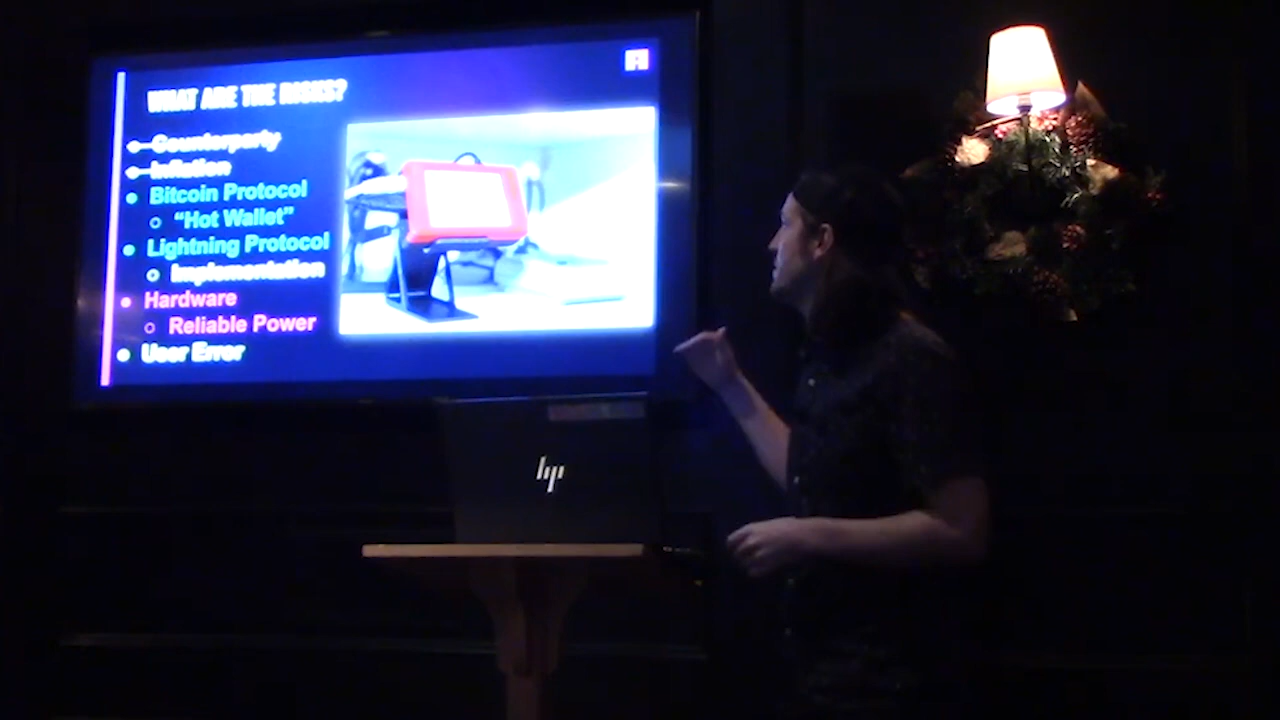 WHAT ARE THE RISKS?
Counterparty
Inflation
Bitcoin Protocol
"Hot Wallet"
Lightning Protocol
Implementation
Hardware
Reliable Power
User Error
hp